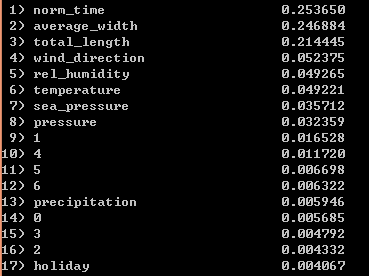 1) norm_time 0.253650
2) average_width 0.246884
3) total_length 0.214445
4) wind_direction 0.052375
5) rel_humidity 0.049265
6) temperature 0.049221
7) sea_pressure 0.035712
8) pressure 0.032359
9) 1 0.016528
10) 4 0.011720
11) 5 0.006698
12) 6 0.006322
13) precipitation 0.005946
14) 0 0.005685
15) 3 0.004792
16) 2 0.004332
17) holiday 0.004067